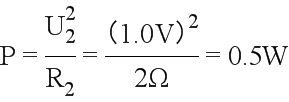 P = U₂²/R₂ = (1.0V)²/2Ω = 0.5W